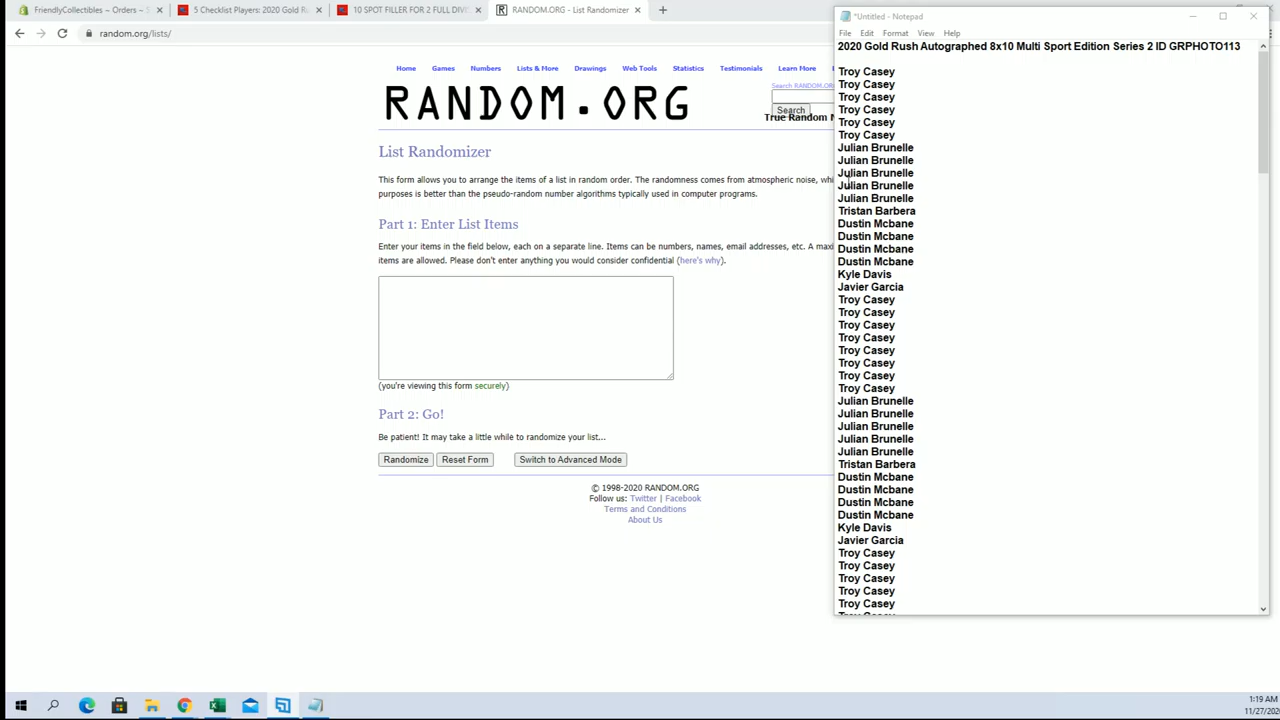 FriendlyCollectibles – Orders – S
5 Checklist Players: 2020 Gold Ru
10 SPOT FILLER FOR 2 FULL DIVI
RANDOM.ORG - List Randomizer
random.org/lists/
Home Games Numbers Lists & More Drawings Web Tools Statistics Testimonials Learn More
RANDOM.ORG
Search RANDOM.OR
Search
True Random N
List Randomizer
This form allows you to arrange the items of a list in random order. The randomness comes from atmospheric noise, whi
purposes is better than the pseudo-random number algorithms typically used in computer programs.
Part 1: Enter List Items
Enter your items in the field below, each on a separate line. Items can be numbers, names, email addresses, etc. A maxi
items are allowed. Please don't enter anything you would consider confidential (here's why).
(you're viewing this form securely)
Part 2: Go!
Be patient! It may take a little while to randomize your list...
Randomize Reset Form Switch to Advanced Mode
© 1998-2020 RANDOM.ORG
Follow us: Twitter | Facebook
Terms and Conditions
About Us
*Untitled - Notepad
File Edit Format View Help
2020 Gold Rush Autographed 8x10 Multi Sport Edition Series 2 ID GRPHOTO113
Troy Casey
Troy Casey
Troy Casey
Troy Casey
Troy Casey
Troy Casey
Julian Brunelle
Julian Brunelle
Julian Brunelle
Julian Brunelle
Julian Brunelle
Tristan Barbera
Dustin Mcbane
Dustin Mcbane
Dustin Mcbane
Dustin Mcbane
Kyle Davis
Javier Garcia
Troy Casey
Troy Casey
Troy Casey
Troy Casey
Troy Casey
Troy Casey
Troy Casey
Troy Casey
Julian Brunelle
Julian Brunelle
Julian Brunelle
Julian Brunelle
Julian Brunelle
Tristan Barbera
Dustin Mcbane
Dustin Mcbane
Dustin Mcbane
Dustin Mcbane
Kyle Davis
Javier Garcia
Troy Casey
Troy Casey
Troy Casey
Troy Casey
Troy Casey
1:19 AM
11/27/202